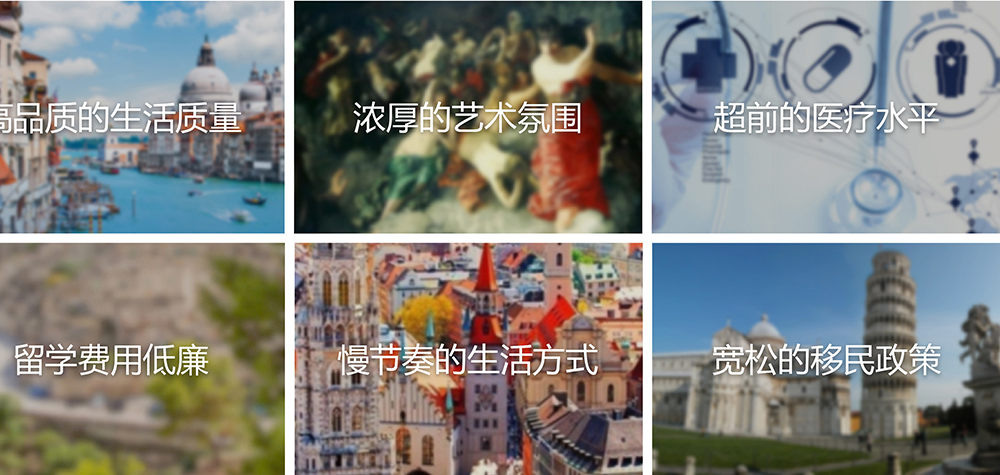 高品质的生活质量
浓厚的艺术氛围
超前的医疗水平
留学费用低廉
慢节奏的生活方式
宽松的移民政策